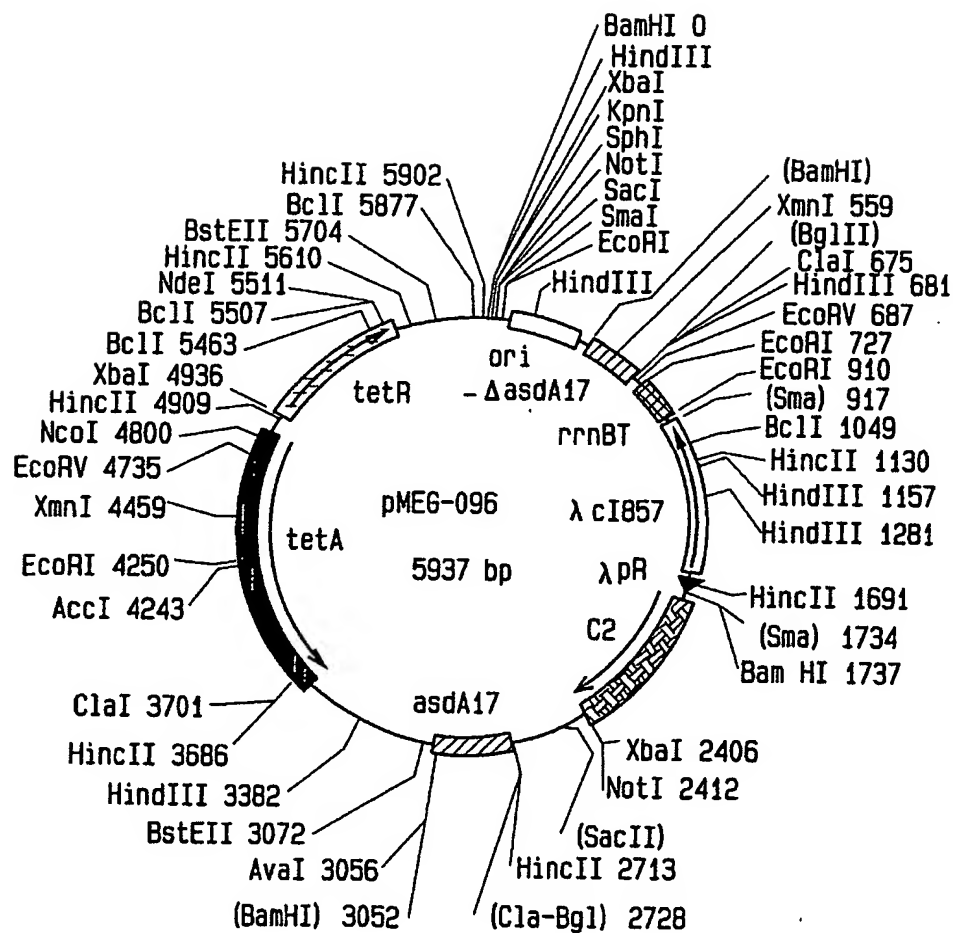 BamHI 0
HindIII
XbaI
KpnI
SphI
NotI
SacI
SmaI
EcoRI
HindIII
(BamHI)
XmnI 559
(BglII)
ClaI 675
HindIII 681
EcoRV 687
EcoRI 727
EcoRI 910
(Sma) 917
BclI 1049
HincII 1130
HindIII 1157
HindIII 1281
HincII 1691
(Sma) 1734
Bam HI 1737
XbaI 2406
NotI 2412
(SacII)
HincII 2713
(Cla-Bgl) 2728
(BamHI) 3052
AvaI 3056
BstEII 3072
HindIII 3382
HincII 3686
ClaI 3701
AccI 4243
EcoRI 4250
XmnI 4459
EcoRV 4735
NcoI 4800
HincII 4909
XbaI 4936
BclI 5463
BclI 5507
NdeI 5511
HincII 5610
BstEII 5704
BclI 5877
HincII 5902
ori
-ΔasdA17
rrnBT
λcI857
λpR
C2
asdA17
tetA
tetR
pMEG-096
5937 bp